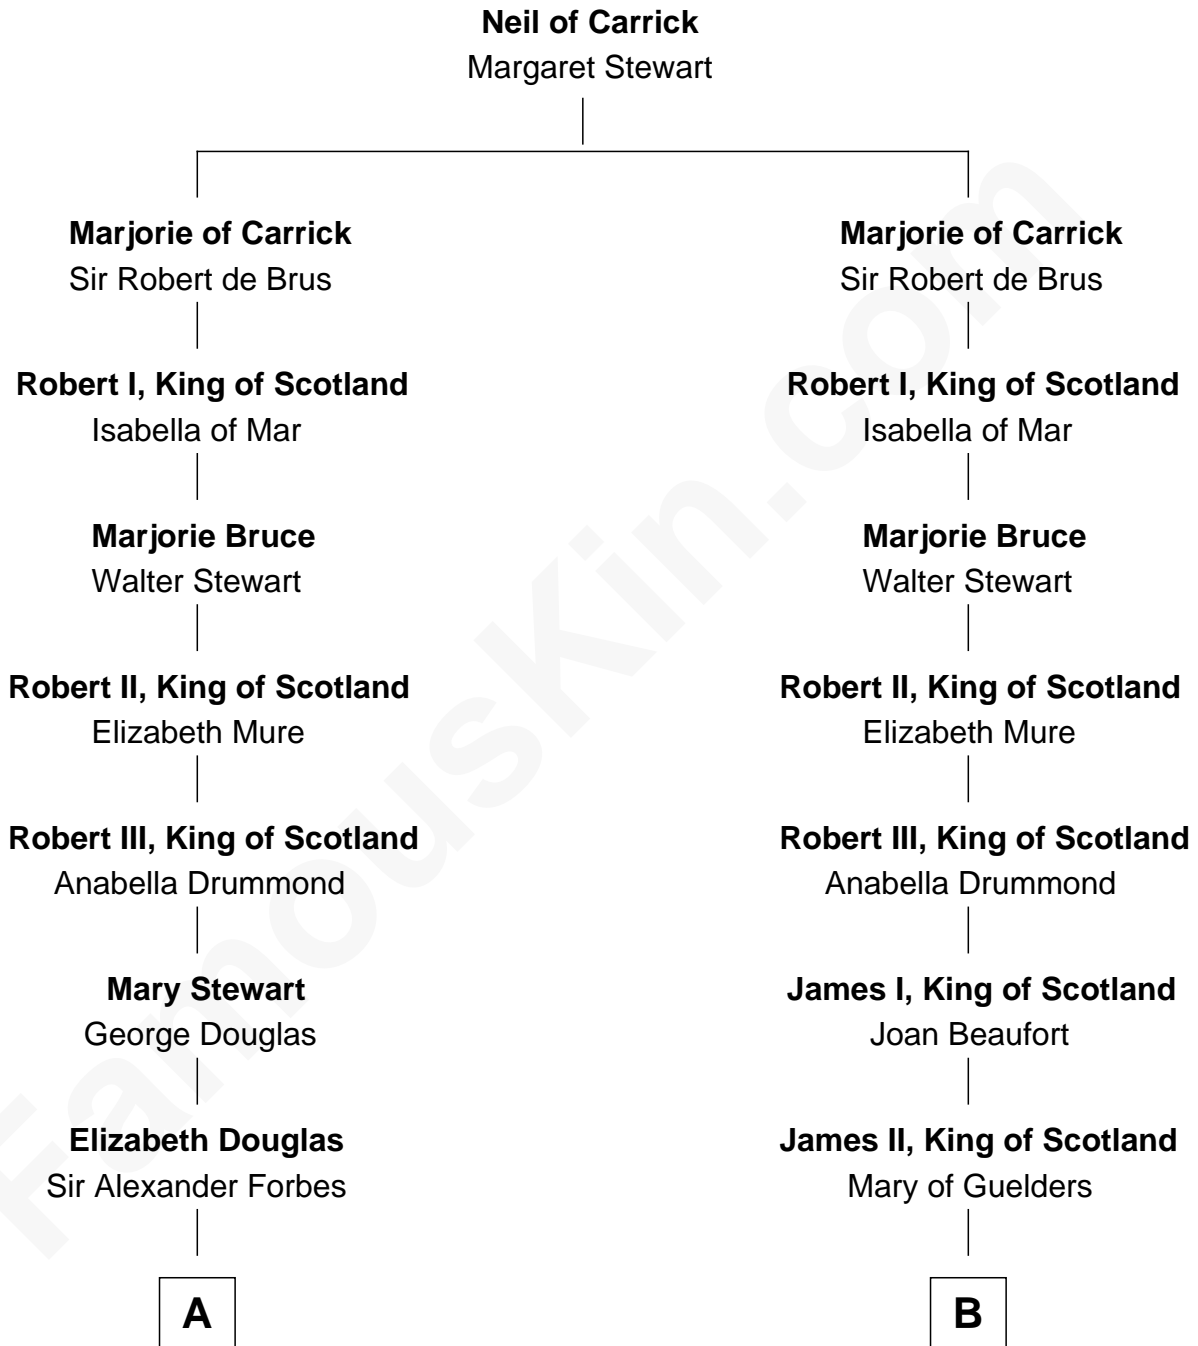 Neil of Carrick
Margaret Stewart
Marjorie of Carrick
Sir Robert de Brus
Robert I, King of Scotland
Isabella of Mar
Marjorie Bruce
Walter Stewart
Robert II, King of Scotland
Elizabeth Mure
Robert III, King of Scotland
Anabella Drummond
Mary Stewart
George Douglas
Elizabeth Douglas
Sir Alexander Forbes
A
Marjorie of Carrick
Sir Robert de Brus
Robert I, King of Scotland
Isabella of Mar
Marjorie Bruce
Walter Stewart
Robert II, King of Scotland
Elizabeth Mure
Robert III, King of Scotland
Anabella Drummond
James I, King of Scotland
Joan Beaufort
James II, King of Scotland
Mary of Guelders
B
FamousKin.com